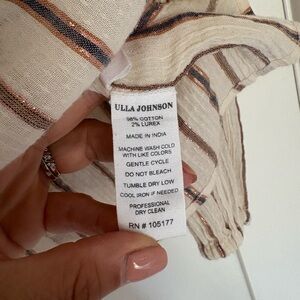 ULLA JOHNSON
98% COTTON
2% LUREX
MADE IN INDIA
MACHINE WASH COLD
WITH LIKE COLORS
GENTLE CYCLE
DO NOT BLEACH
TUMBLE DRY LOW
COOL IRON IF NEEDED
PROFESSIONAL
DRY CLEAN
RN # 105177